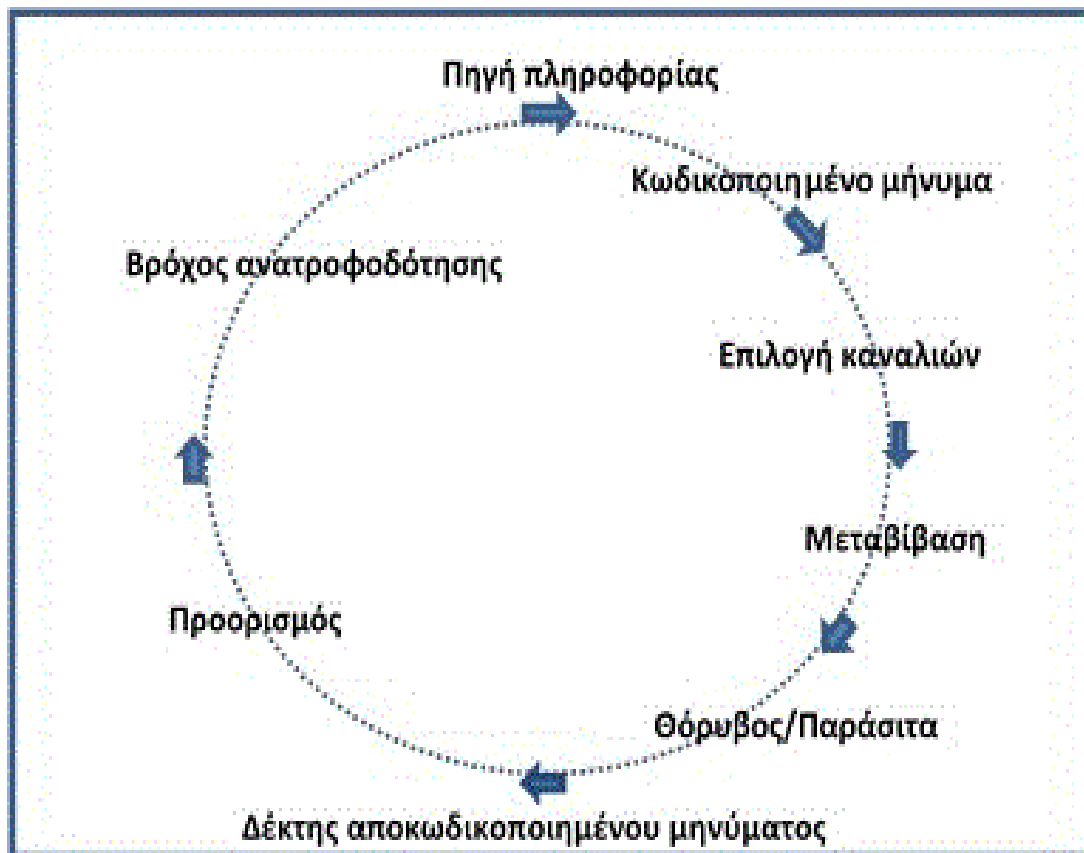 Πηγή πληροφορίας
Κωδικοποιημένο μήνυμα
Επιλογή καναλιών
Μεταβίβαση
Θόρυβος/Παράσιτα
Δέκτης αποκωδικοποιημένου μηνύματος
Προορισμός
Βρόχος ανατροφοδότησης